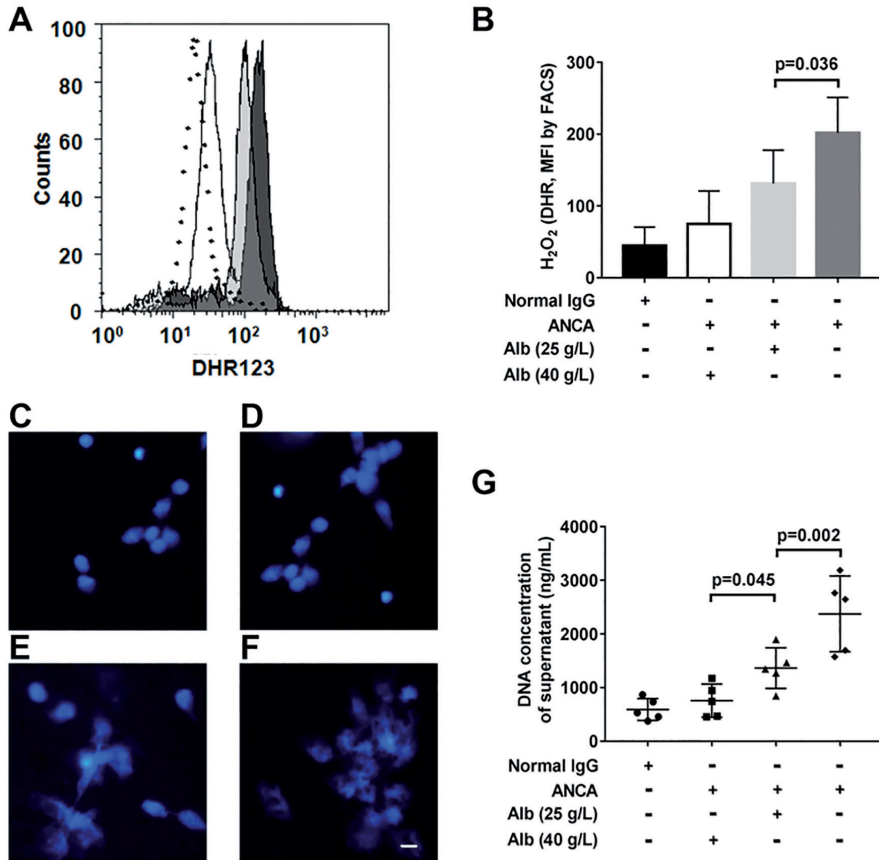 A
Counts
100
80
60
40
20
0
10⁰ 10¹ 10² 10³
DHR123
B
H₂O₂ (DHR, MFI by FACS)
300
200
100
0
p=0.036
Normal IgG + - - -
ANCA - + + +
Alb (25 g/L) - - + -
Alb (40 g/L) - + - -
C
D
E
F
G
DNA concentration
of supernatant (ng/mL)
4000
3000
2000
1000
0
p=0.002
p=0.045
Normal IgG + - - -
ANCA - + + +
Alb (25 g/L) - - + -
Alb (40 g/L) - + - -